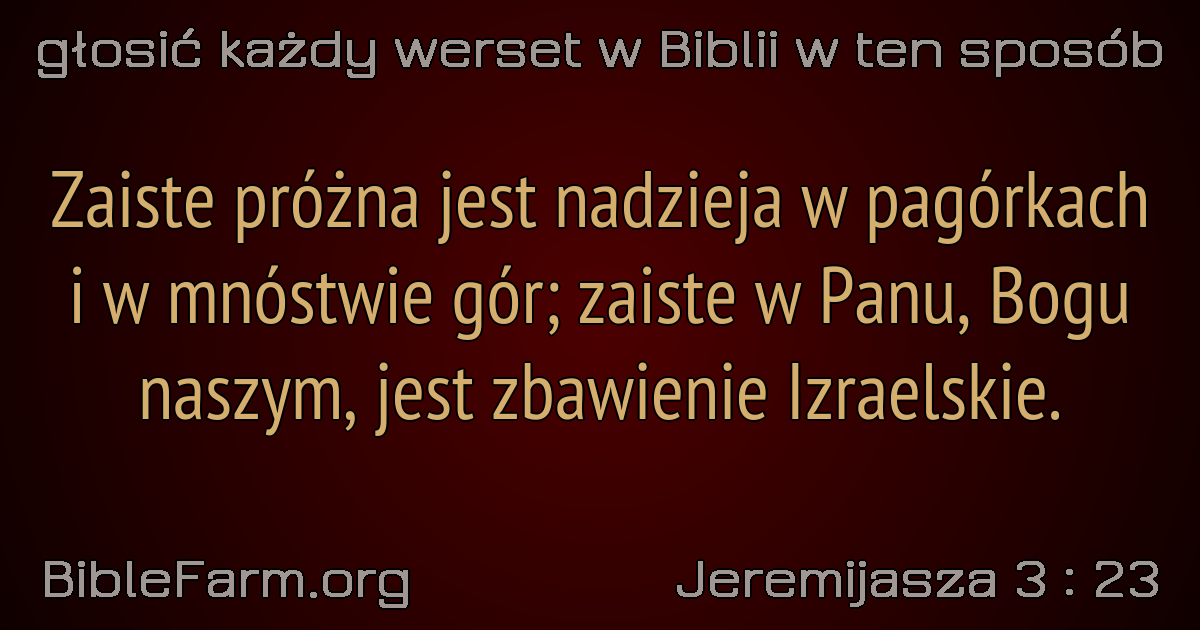 głosić każdy werset w Biblii w ten sposób
Zaiste próżna jest nadzieja w pagórkach
i w mnóstwie gór; zaiste w Panu, Bogu
naszym, jest zbawienie Izraelskie.
BibleFarm.org
Jeremijasza 3 : 23